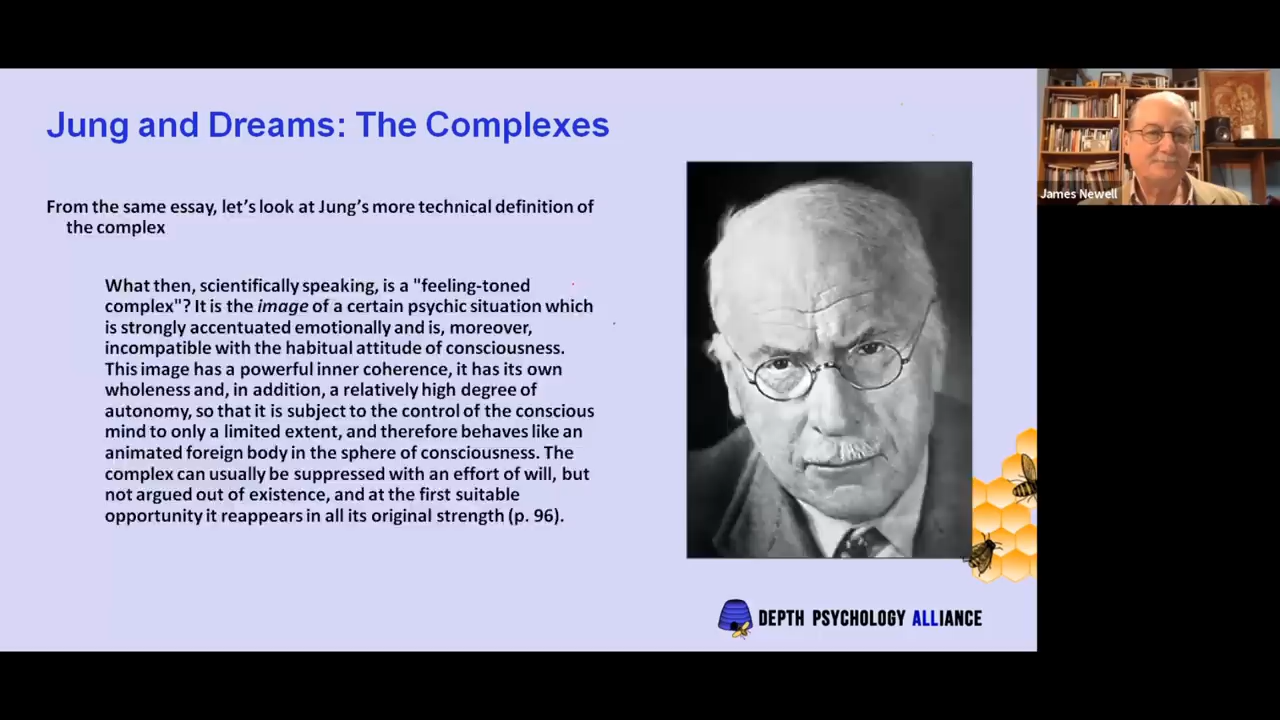 Jung and Dreams: The Complexes
From the same essay, let's look at Jung's more technical definition of
the complex
What then, scientifically speaking, is a "feeling-toned
complex"? It is the image of a certain psychic situation which
is strongly accentuated emotionally and is, moreover,
incompatible with the habitual attitude of consciousness.
This image has a powerful inner coherence, it has its own
wholeness and, in addition, a relatively high degree of
autonomy, so that it is subject to the control of the conscious
mind to only a limited extent, and therefore behaves like an
animated foreign body in the sphere of consciousness. The
complex can usually be suppressed with an effort of will, but
not argued out of existence, and at the first suitable
opportunity it reappears in all its original strength (p. 96).
DEPTH PSYCHOLOGY ALLIANCE
James Newell